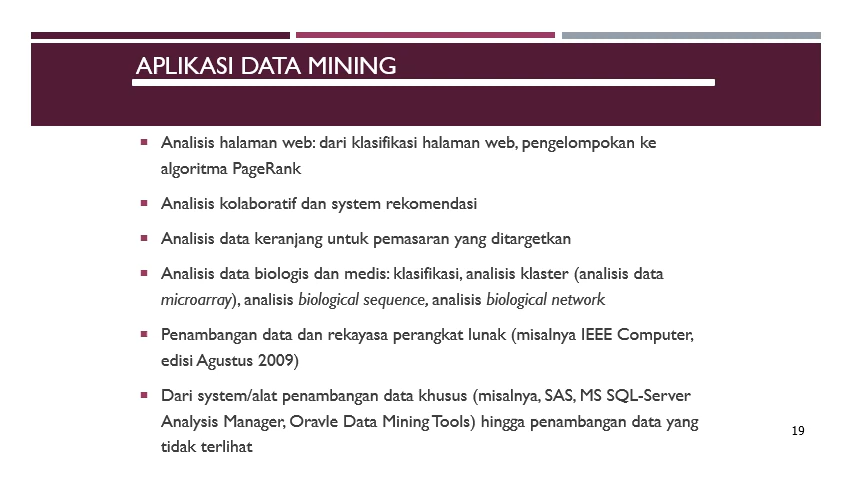 APLIKASI DATA MINING
Analisis halaman web: dari klasifikasi halaman web, pengelompokan ke
algoritma PageRank
Analisis kolaboratif dan system rekomendasi
Analisis data keranjang untuk pemasaran yang ditargetkan
Analisis data biologis dan medis: klasifikasi, analisis klaster (analisis data
microarray), analisis biological sequence, analisis biological network
Penambangan data dan rekayasa perangkat lunak (misalnya IEEE Computer,
edisi Agustus 2009)
Dari system/alat penambangan data khusus (misalnya, SAS, MS SQL-Server
Analysis Manager, Oravle Data Mining Tools) hingga penambangan data yang
tidak terlihat
19